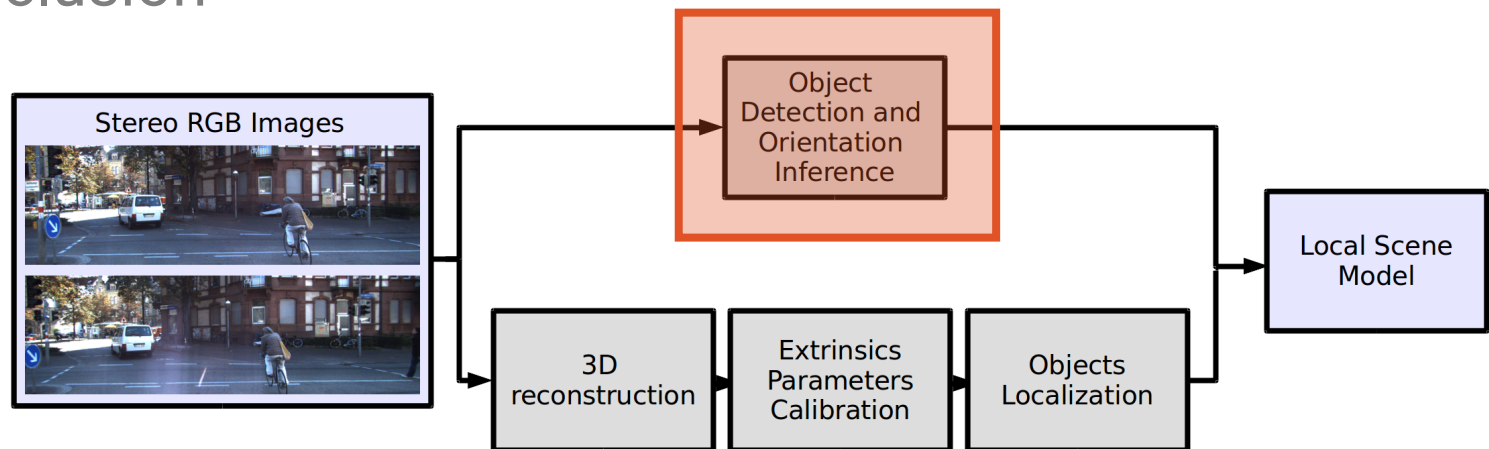 Stereo RGB Images
Object
Detection and
Orientation
Inference
3D
reconstruction
Extrinsics
Parameters
Calibration
Objects
Localization
Local Scene
Model